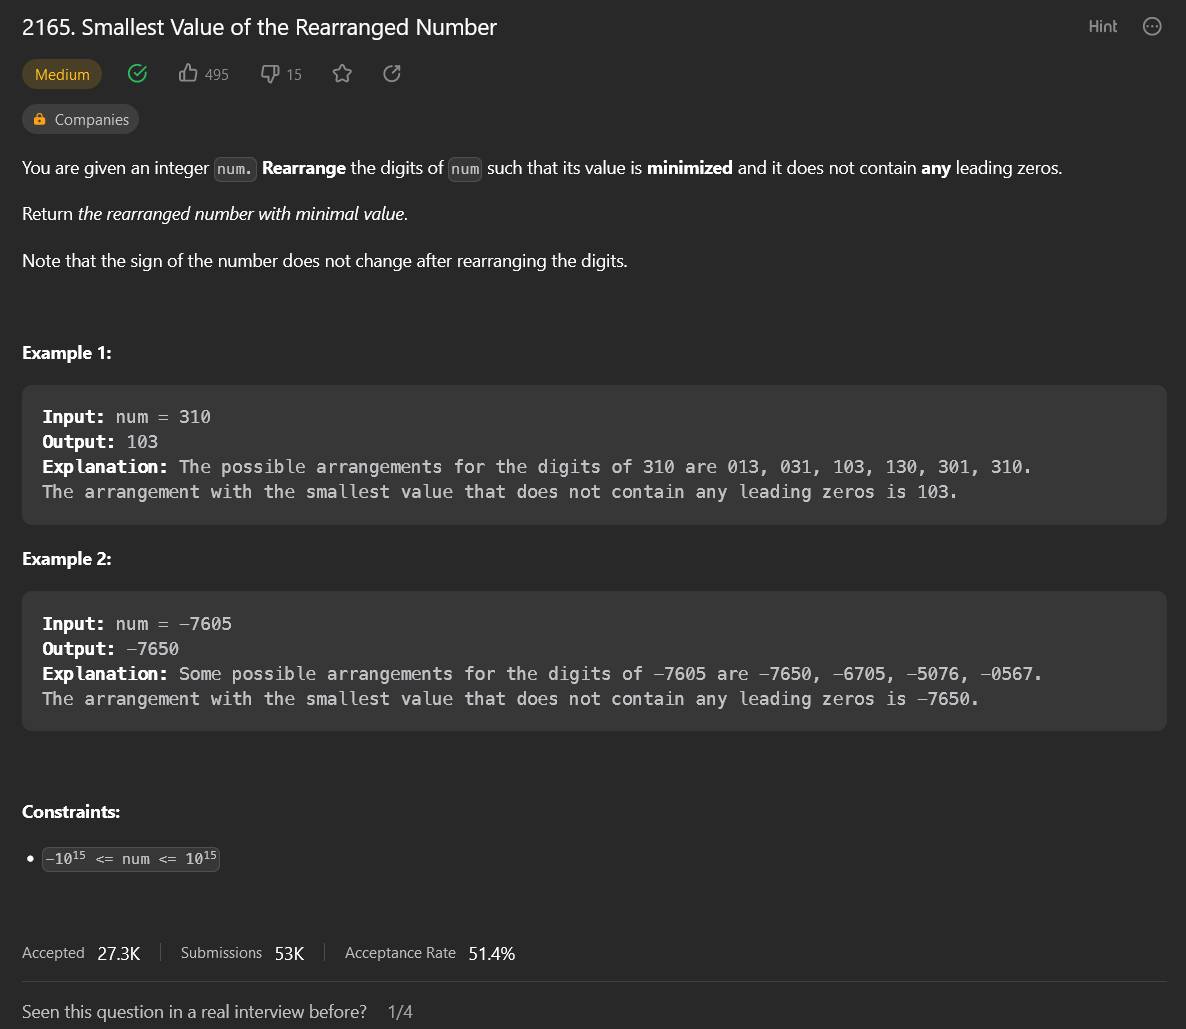 2165. Smallest Value of the Rearranged Number
Hint
Medium
495
15
Companies
You are given an integer num. Rearrange the digits of num such that its value is minimized and it does not contain any leading zeros.
Return the rearranged number with minimal value.
Note that the sign of the number does not change after rearranging the digits.
Example 1:
Input: num = 310
Output: 103
Explanation: The possible arrangements for the digits of 310 are 013, 031, 103, 130, 301, 310.
The arrangement with the smallest value that does not contain any leading zeros is 103.
Example 2:
Input: num = -7605
Output: -7650
Explanation: Some possible arrangements for the digits of -7605 are -7650, -6705, -5076, -0567.
The arrangement with the smallest value that does not contain any leading zeros is -7650.
Constraints:
• -10¹⁵ <= num <= 10¹⁵
Accepted 27.3K Submissions 53K Acceptance Rate 51.4%
Seen this question in a real interview before? 1/4